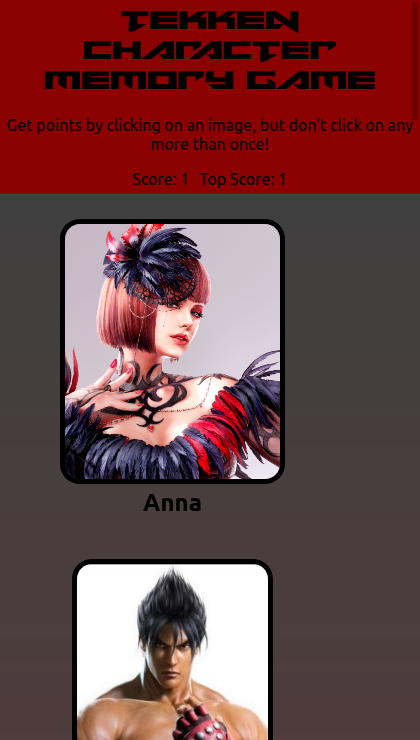 TEKKEN
CHARACTER
MEMORY GAME
Get points by clicking on an image, but don't click on any
more than once!
Score: 1 Top Score: 1
Anna